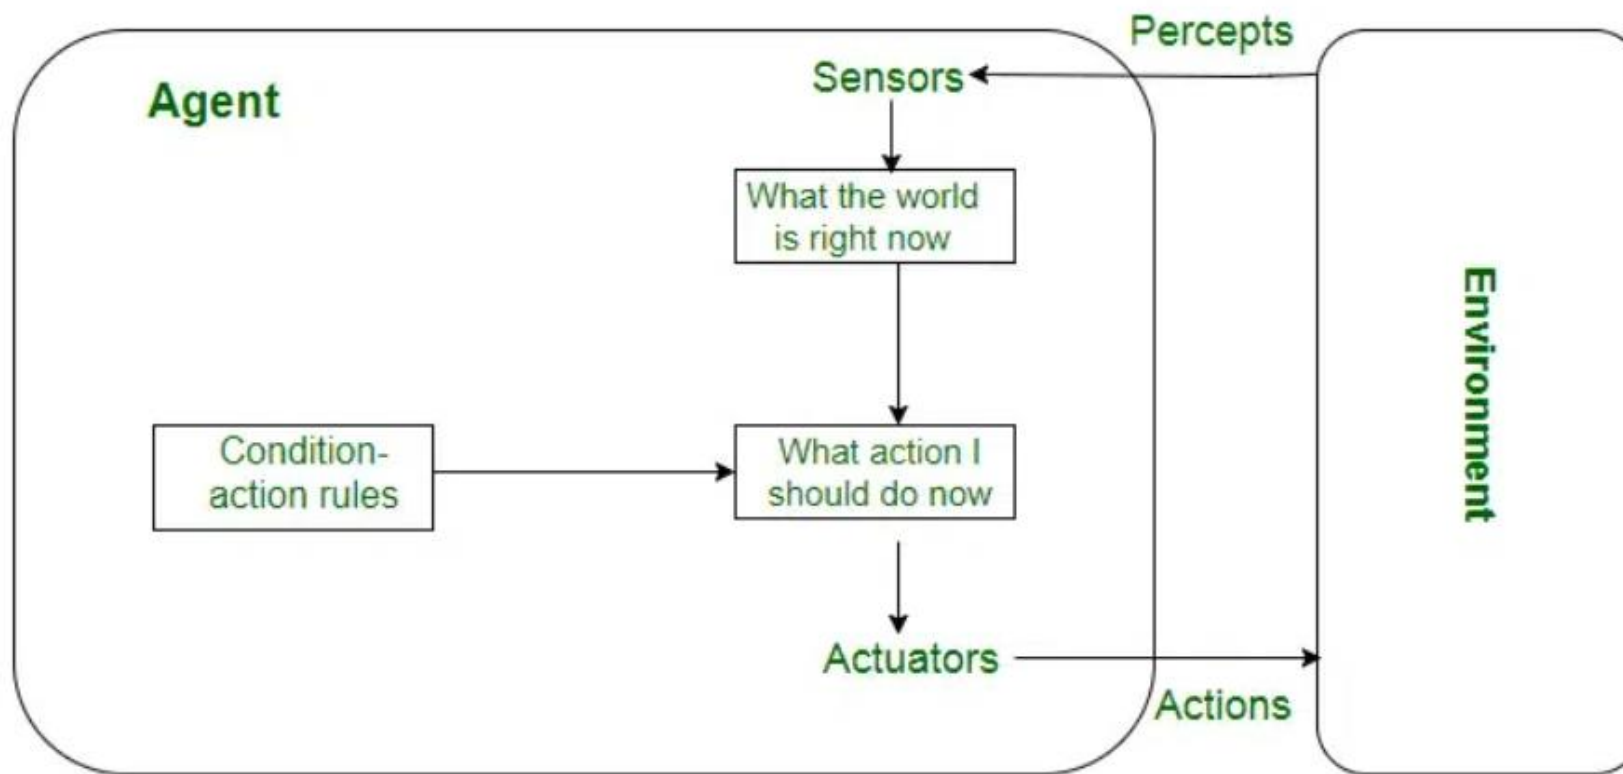 Percepts
Sensors
Agent
What the world
is right now
Environment
Condition-
action rules
What action I
should do now
Actuators
Actions